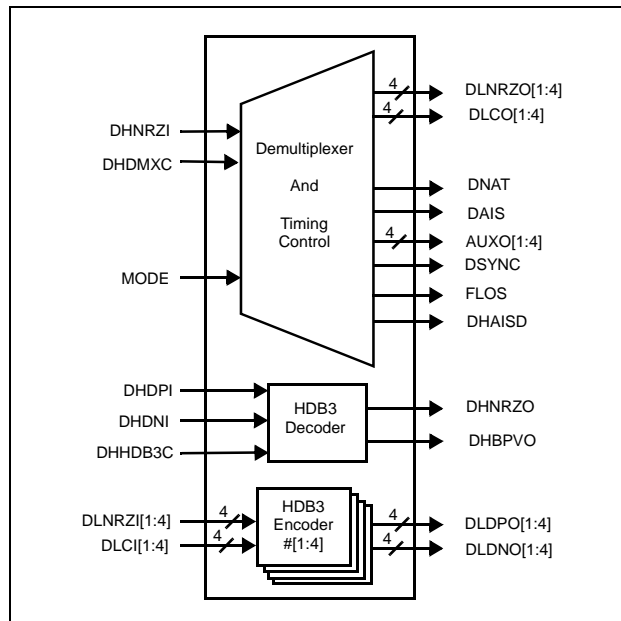 4
DLNRZO[1:4]
4
DLCO[1:4]
DHNRZI
DHDMXC
Demultiplexer
And
Timing
Control
DNAT
DAIS
4
AUXO[1:4]
DSYNC
MODE
FLOS
DHAISD
DHDPI
DHDNI
DHHDB3C
HDB3
Decoder
DHNRZO
DHBPVO
DLNRZI[1:4]
4
DLCI[1:4]
4
HDB3
Encoder
#[1:4]
4
DLDPO[1:4]
4
DLDNO[1:4]